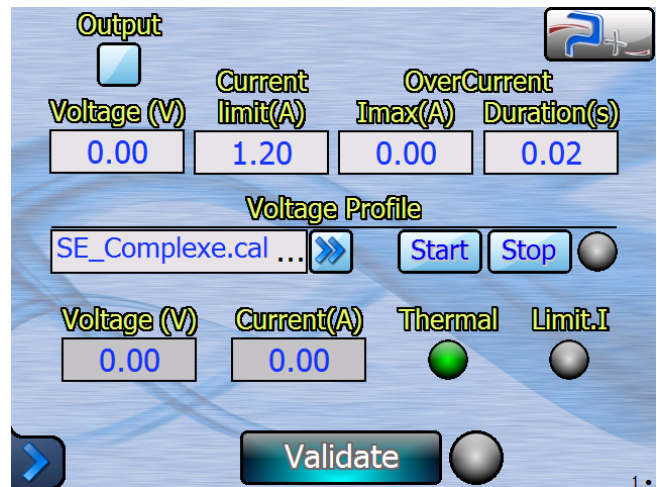 Output
Current OverCurrent
Voltage (V) limit(A) Imax(A) Duration(s)
0.00 1.20 0.00 0.02
Voltage Profile
SE_Complexe.cal ... Start Stop
Voltage (V) Current(A) Thermal Limit.I
0.00 0.00
Validate
1 •